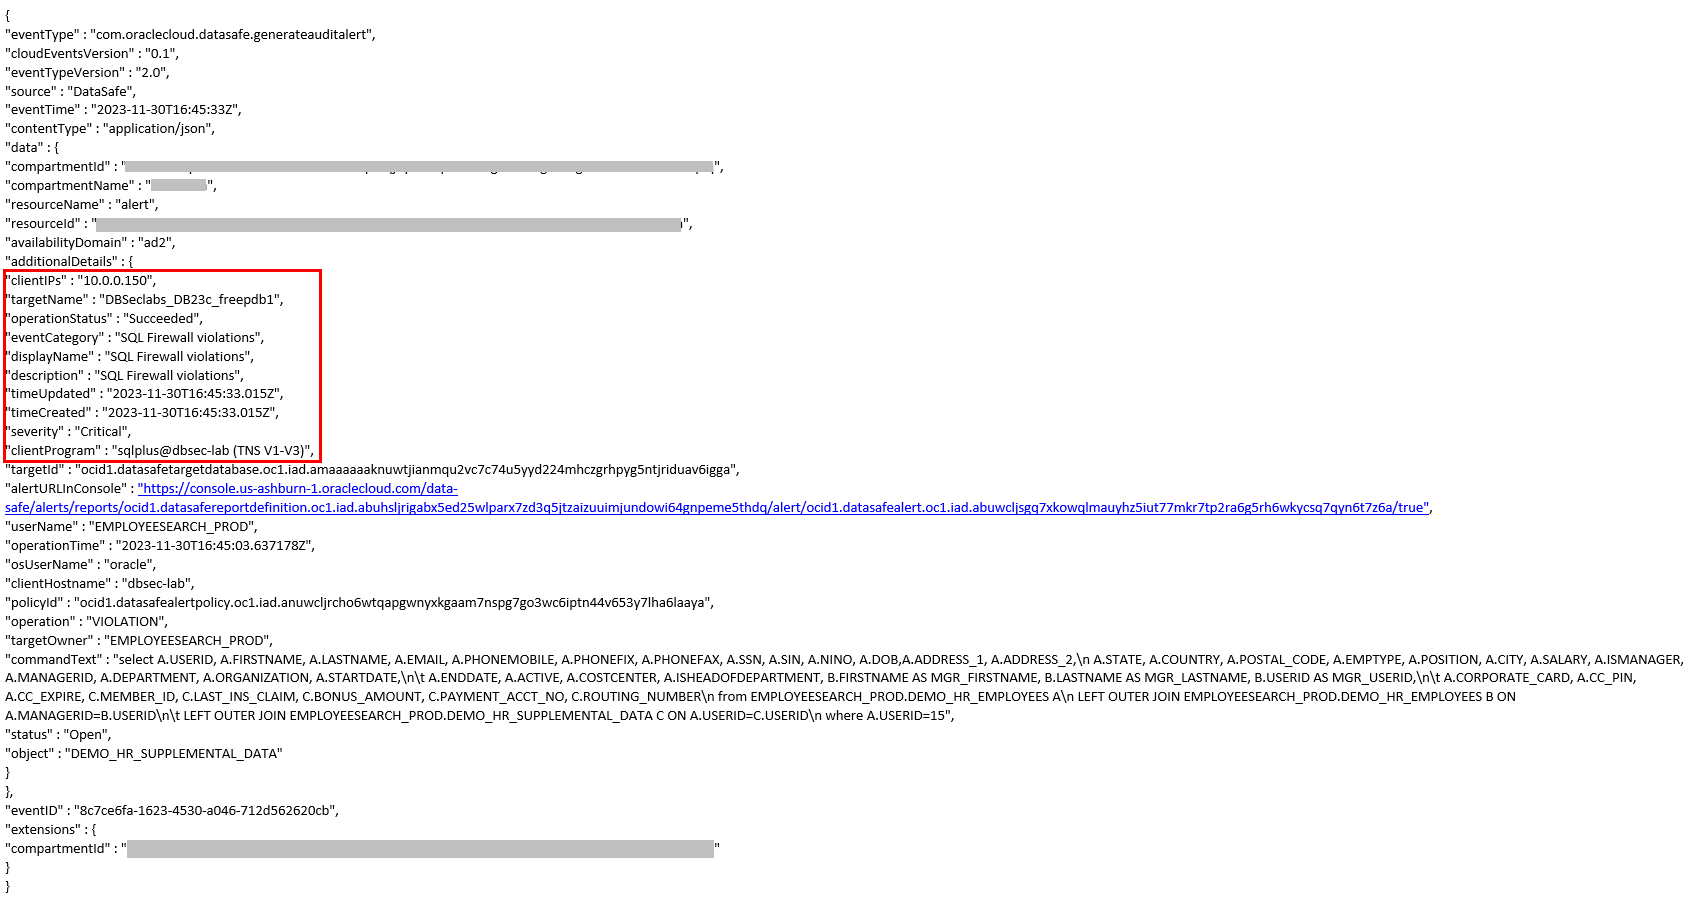 {
"eventType" : "com.oraclecloud.datasafe.generateauditalert",
"cloudEventsVersion" : "0.1",
"eventTypeVersion" : "2.0",
"source" : "DataSafe",
"eventTime" : "2023-11-30T16:45:33Z",
"contentType" : "application/json",
"data" : {
"compartmentId" : "                ",
"compartmentName" : "        ",
"resourceName" : "alert",
"resourceId" : "                ",
"availabilityDomain" : "ad2",
"additionalDetails" : {
"clientIPs" : "10.0.0.150",
"targetName" : "DBSeclabs_DB23c_freepdb1",
"operationStatus" : "Succeeded",
"eventCategory" : "SQL Firewall violations",
"displayName" : "SQL Firewall violations",
"description" : "SQL Firewall violations",
"timeUpdated" : "2023-11-30T16:45:33.015Z",
"timeCreated" : "2023-11-30T16:45:33.015Z",
"severity" : "Critical",
"clientProgram" : "sqlplus@dbsec-lab (TNS V1-V3)",
"targetId" : "ocid1.datasafetargetdatabase.oc1.iad.amaaaaaaknuwtjianmqu2vc7c74u5yyd224mhczgrhpyg5ntjriduav6igga",
"alertURLInConsole" : "https://console.us-ashburn-1.oraclecloud.com/data-
safe/alerts/reports/ocid1.datasafereportdefinition.oc1.iad.abuhsljrigabx5ed25wlparx7zd3q5jtzaizuuimjundowi64gnpeme5thdq/alert/ocid1.datasafealert.oc1.iad.abuwcljsgq7xkowqlmauyhz5iut77mkr7tp2ra6g5rh6wkycsq7qyn6t7z6a/true",
"userName" : "EMPLOYEESEARCH_PROD",
"operationTime" : "2023-11-30T16:45:03.637178Z",
"osUserName" : "oracle",
"clientHostname" : "dbsec-lab",
"policyId" : "ocid1.datasafealertpolicy.oc1.iad.anuwcljrcho6wtqapgwnyxkgaam7nspg7go3wc6iptn44v653y7lha6laaya",
"operation" : "VIOLATION",
"targetOwner" : "EMPLOYEESEARCH_PROD",
"commandText" : "select A.USERID, A.FIRSTNAME, A.LASTNAME, A.EMAIL, A.PHONEMOBILE, A.PHONEFIX, A.PHONEFAX, A.SSN, A.SIN, A.NINO, A.DOB,A.ADDRESS_1, A.ADDRESS_2,\n A.STATE, A.COUNTRY, A.POSTAL_CODE, A.EMPTYPE, A.POSITION, A.CITY, A.SALARY, A.ISMANAGER,
A.MANAGERID, A.DEPARTMENT, A.ORGANIZATION, A.STARTDATE,\n\t A.ENDDATE, A.ACTIVE, A.COSTCENTER, A.ISHEADOFDEPARTMENT, B.FIRSTNAME AS MGR_FIRSTNAME, B.LASTNAME AS MGR_LASTNAME, B.USERID AS MGR_USERID,\n\t A.CORPORATE_CARD, A.CC_PIN,
A.CC_EXPIRE, C.MEMBER_ID, C.LAST_INS_CLAIM, C.BONUS_AMOUNT, C.PAYMENT_ACCT_NO, C.ROUTING_NUMBER\n from EMPLOYEESEARCH_PROD.DEMO_HR_EMPLOYEES A\n LEFT OUTER JOIN EMPLOYEESEARCH_PROD.DEMO_HR_EMPLOYEES B ON
A.MANAGERID=B.USERID\n\t LEFT OUTER JOIN EMPLOYEESEARCH_PROD.DEMO_HR_SUPPLEMENTAL_DATA C ON A.USERID=C.USERID\n where A.USERID=15",
"status" : "Open",
"object" : "DEMO_HR_SUPPLEMENTAL_DATA"
}
},
"eventID" : "8c7ce6fa-1623-4530-a046-712d562620cb",
"extensions" : {
"compartmentId" : "                "
}
}